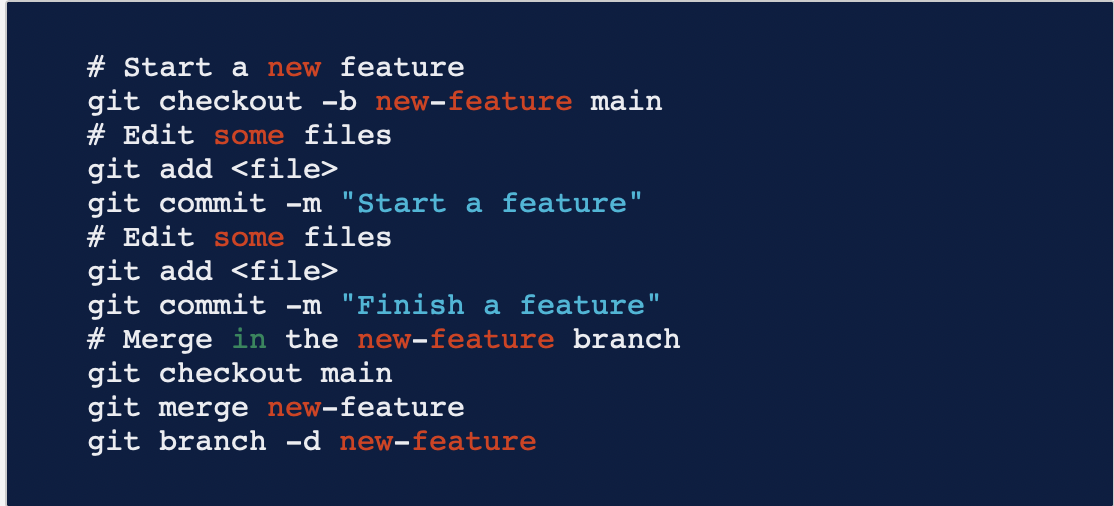 # Start a new feature
git checkout -b new-feature main
# Edit some files
git add <file>
git commit -m "Start a feature"
# Edit some files
git add <file>
git commit -m "Finish a feature"
# Merge in the new-feature branch
git checkout main
git merge new-feature
git branch -d new-feature